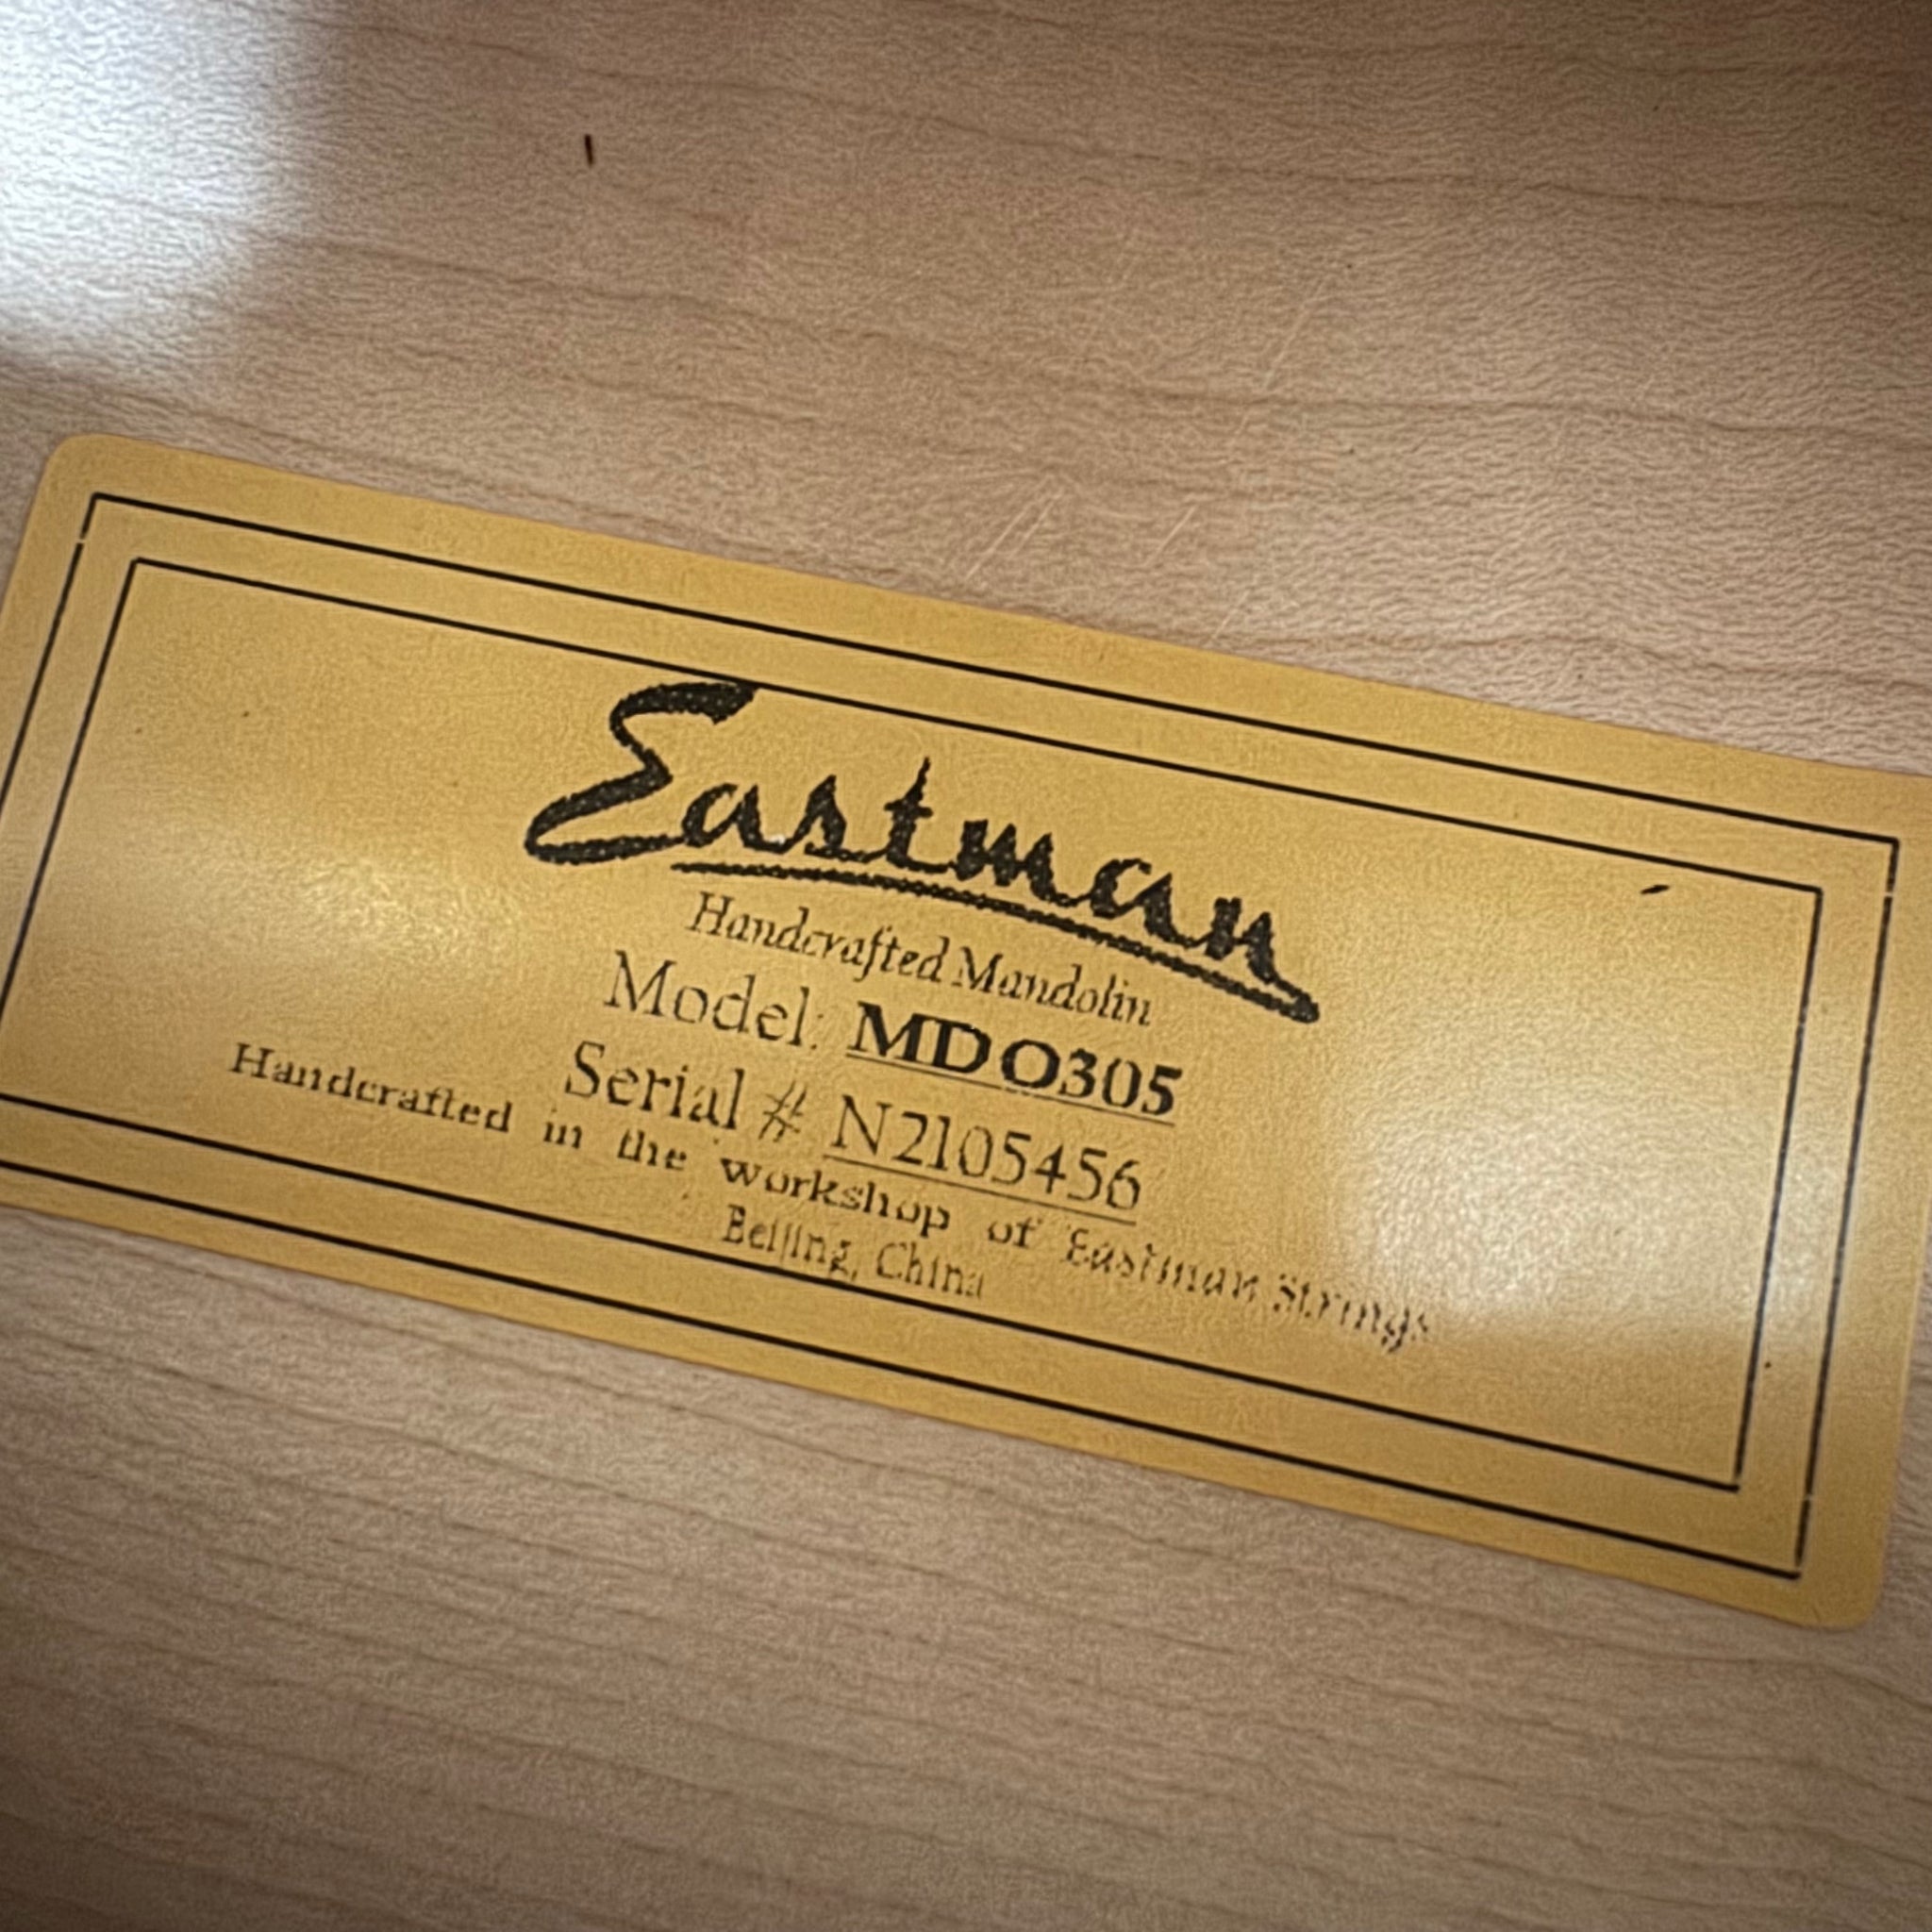 Eastman
Handcrafted Mandolin
Model: MDO305
Serial # N2105456
Handcrafted in the workshop of Eastman Strings
Beijing, China